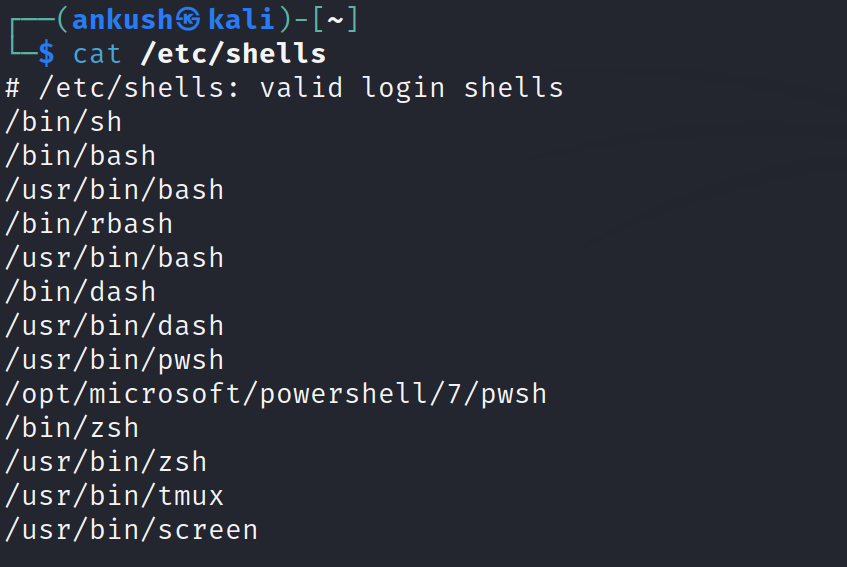 ┌──(ankush㉿kali)-[~]
└─$ cat /etc/shells
# /etc/shells: valid login shells
/bin/sh
/bin/bash
/usr/bin/bash
/bin/rbash
/usr/bin/bash
/bin/dash
/usr/bin/dash
/usr/bin/pwsh
/opt/microsoft/powershell/7/pwsh
/bin/zsh
/usr/bin/zsh
/usr/bin/tmux
/usr/bin/screen